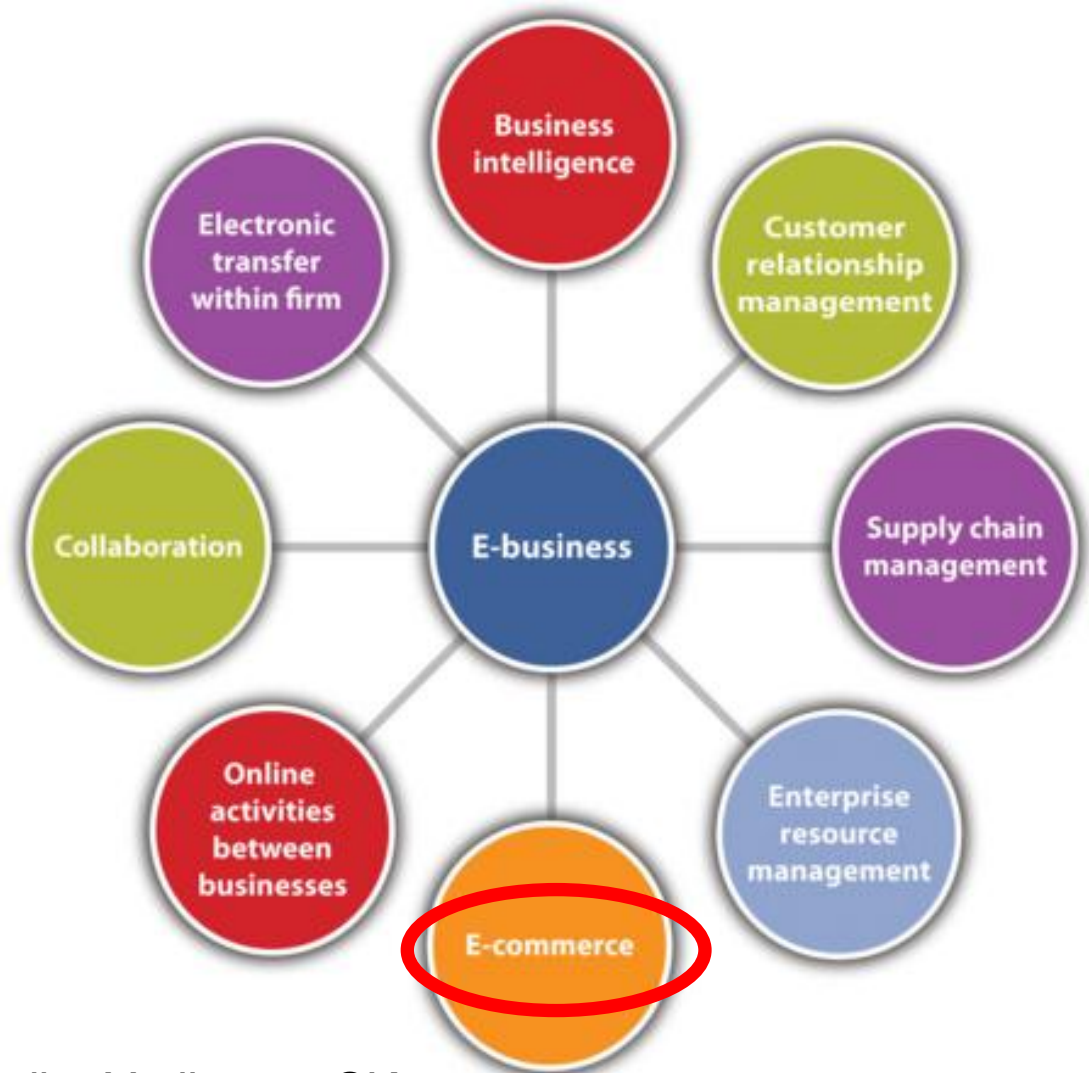 Business
intelligence
Customer
relationship
management
Supply chain
management
Enterprise
resource
management
E-commerce
Online
activities
between
businesses
Collaboration
Electronic
transfer
within firm
E-business